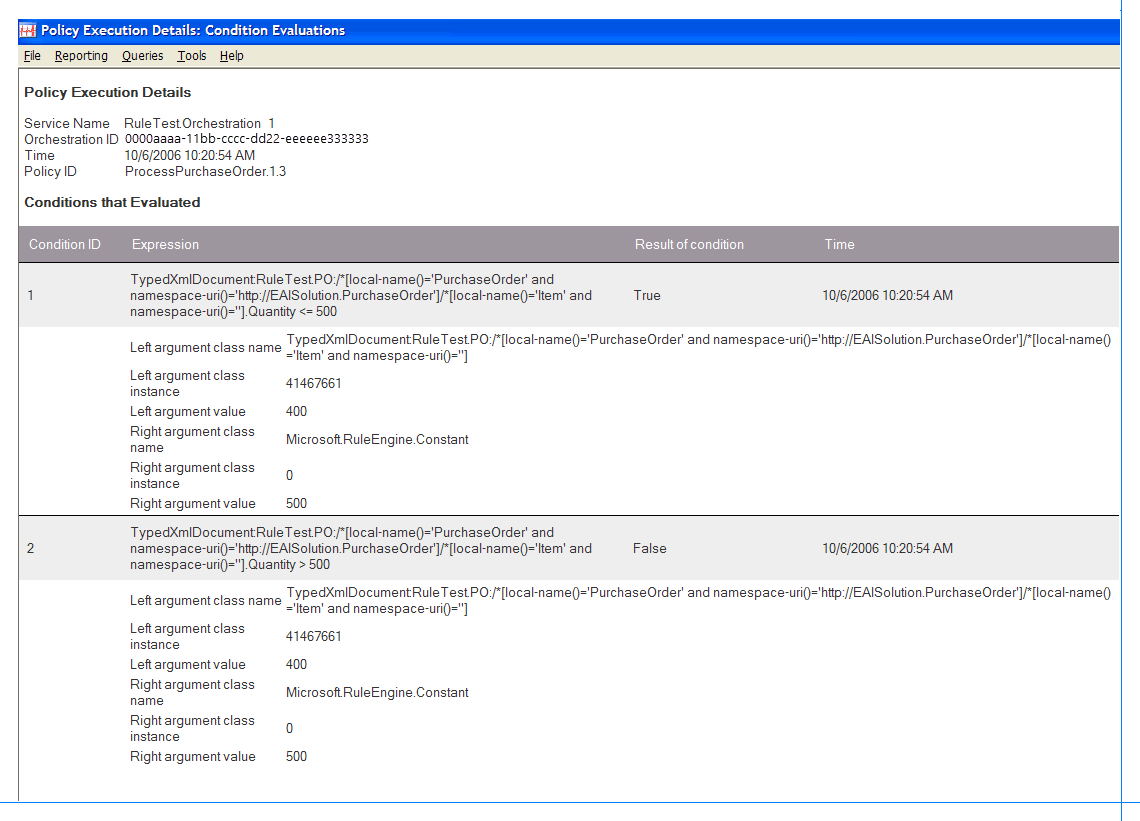 Policy Execution Details: Condition Evaluations
File Reporting Queries Tools Help
Policy Execution Details
Service Name RuleTest.Orchestration_1
Orchestration ID 0000aaaa-11bb-cccc-dd22-eeeeee333333
Time 10/6/2006 10:20:54 AM
Policy ID ProcessPurchaseOrder.1.3
Conditions that Evaluated
Condition ID Expression Result of condition Time
TypedXmlDocument:RuleTest.PO:/*[local-name()='PurchaseOrder' and
1 namespace-uri()='http://EAISolution.PurchaseOrder']/*[local-name()='Item' and True 10/6/2006 10:20:54 AM
namespace-uri()=''].Quantity <= 500
Left argument class name TypedXmlDocument:RuleTest.PO:/*[local-name()='PurchaseOrder' and namespace-uri()='http://EAISolution.PurchaseOrder']/*[local-name()
='Item' and namespace-uri()='']
Left argument class
instance 41467661
Left argument value 400
Right argument class
name Microsoft.RuleEngine.Constant
Right argument class
instance 0
Right argument value 500
TypedXmlDocument:RuleTest.PO:/*[local-name()='PurchaseOrder' and
2 namespace-uri()='http://EAISolution.PurchaseOrder']/*[local-name()='Item' and False 10/6/2006 10:20:54 AM
namespace-uri()=''].Quantity > 500
Left argument class name TypedXmlDocument:RuleTest.PO:/*[local-name()='PurchaseOrder' and namespace-uri()='http://EAISolution.PurchaseOrder']/*[local-name()
='Item' and namespace-uri()='']
Left argument class
instance 41467661
Left argument value 400
Right argument class
name Microsoft.RuleEngine.Constant
Right argument class
instance 0
Right argument value 500